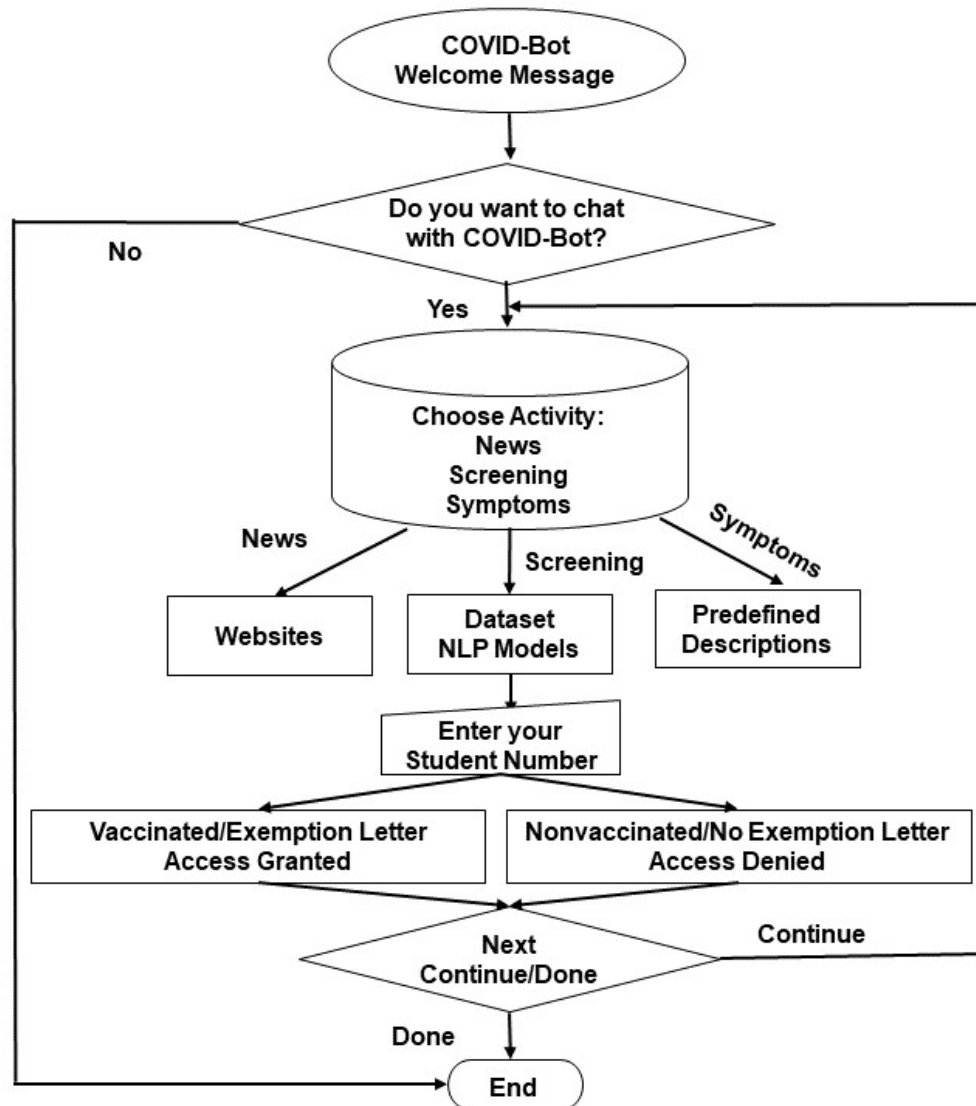 COVID-Bot
Welcome Message
Do you want to chat
with COVID-Bot?
No
Yes
Choose Activity:
News
Screening
Symptoms
News
Screening
Symptoms
Websites
Dataset
NLP Models
Predefined
Descriptions
Enter your
Student Number
Vaccinated/Exemption Letter
Access Granted
Nonvaccinated/No Exemption Letter
Access Denied
Next
Continue/Done
Continue
Done
End